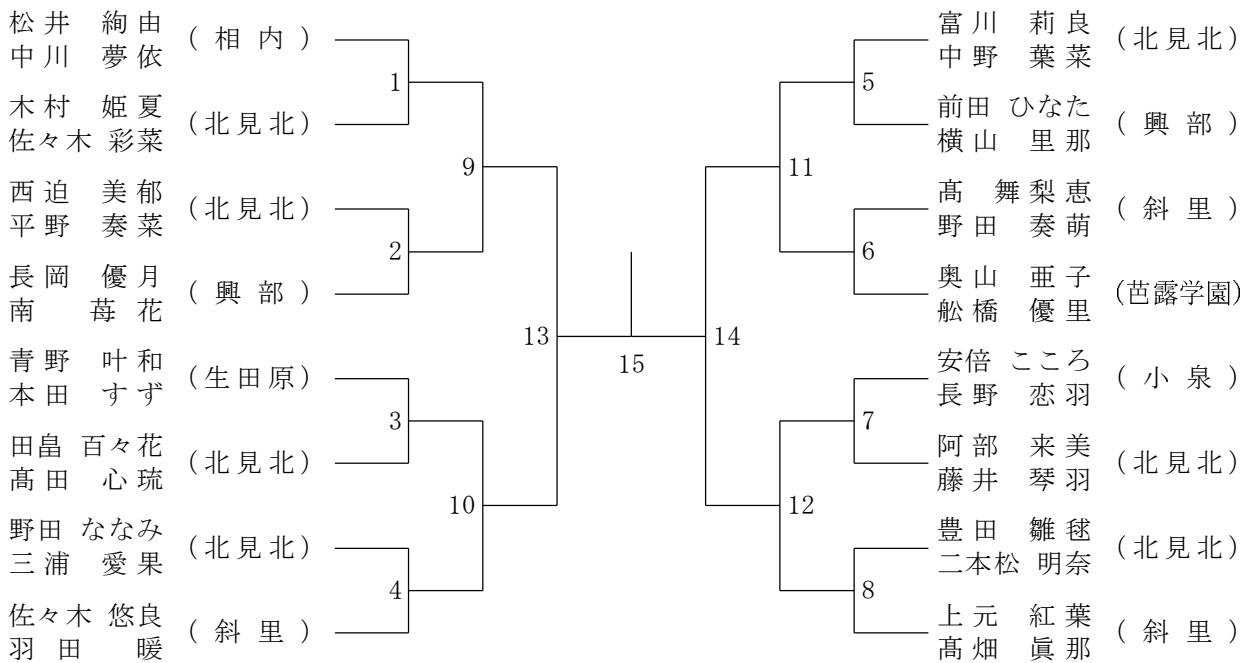 松井 絢由
中川 夢依
(相内)
1
木村 姫夏
佐々木 彩菜
(北見北)
9
西迫 美郁
平野 奏菜
(北見北)
2
長岡 優月
南 苺花
(興部)
13
青野 叶和
本田 すず
(生田原)
3
田畠 百々花
髙田 心琉
(北見北)
10
野田 ななみ
三浦 愛果
(北見北)
4
佐々木 悠良
羽田 暖
(斜里)
15
富川 莉良
中野 葉菜
(北見北)
5
前田 ひなた
横山 里那
(興部)
11
髙 舞梨恵
野田 奏萌
(斜里)
6
奥山 亜子
舩橋 優里
(芭露学園)
14
安倍 こころ
長野 恋羽
(小泉)
7
阿部 来美
藤井 琴羽
(北見北)
12
豊田 雛毬
二本松 明奈
(北見北)
8
上元 紅葉
髙畑 眞那
(斜里)